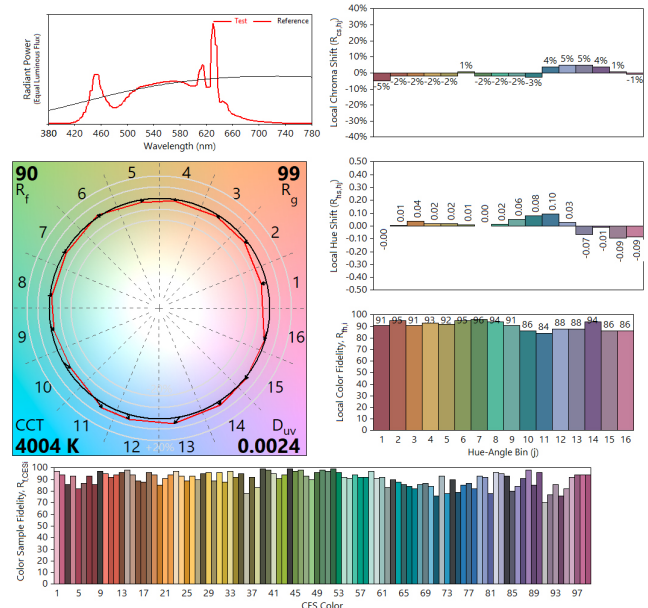 Test
Reference
Radiant Power
(Equal Luminous Flux)
380 420 460 500 540 580 620 660 700 740 780
Wavelength (nm)
Local Chroma Shift (Rcs,hj)
40%
30%
20%
10%
0%
-10%
-20%
-30%
-40%
-5% -2% -2% -2% -2% 1% -2% -2% -2% -3% 4% 5% 5% 4% 1% -1%
90
Rf
99
Rg
1
2
3
4
5
6
7
8
9
10
11
12
13
14
15
16
+20%
CCT
4004 K
Duv
0.0024
Local Hue Shift (Rhs,hj)
0.50
0.40
0.30
0.20
0.10
0.00
-0.10
-0.20
-0.30
-0.40
-0.50
-0.00 0.01 0.04 0.02 0.02 0.01 0.00 0.01 0.06 0.08 0.10 0.03 -0.07 -0.01 -0.09 -0.09
Local Color Fidelity, Rfh,i
100
90
80
70
60
50
40
30
20
10
0
91 95 91 93 92 95 96 94 91 86 84 88 88 94 86 86
1 2 3 4 5 6 7 8 9 10 11 12 13 14 15 16
Hue-Angle Bin (j)
Color Sample Fidelity, Rf,CESi
100
90
80
70
60
50
40
30
20
10
0
1 5 9 13 17 21 25 29 33 37 41 45 49 53 57 61 65 69 73 77 81 85 89 93 97
CES Color